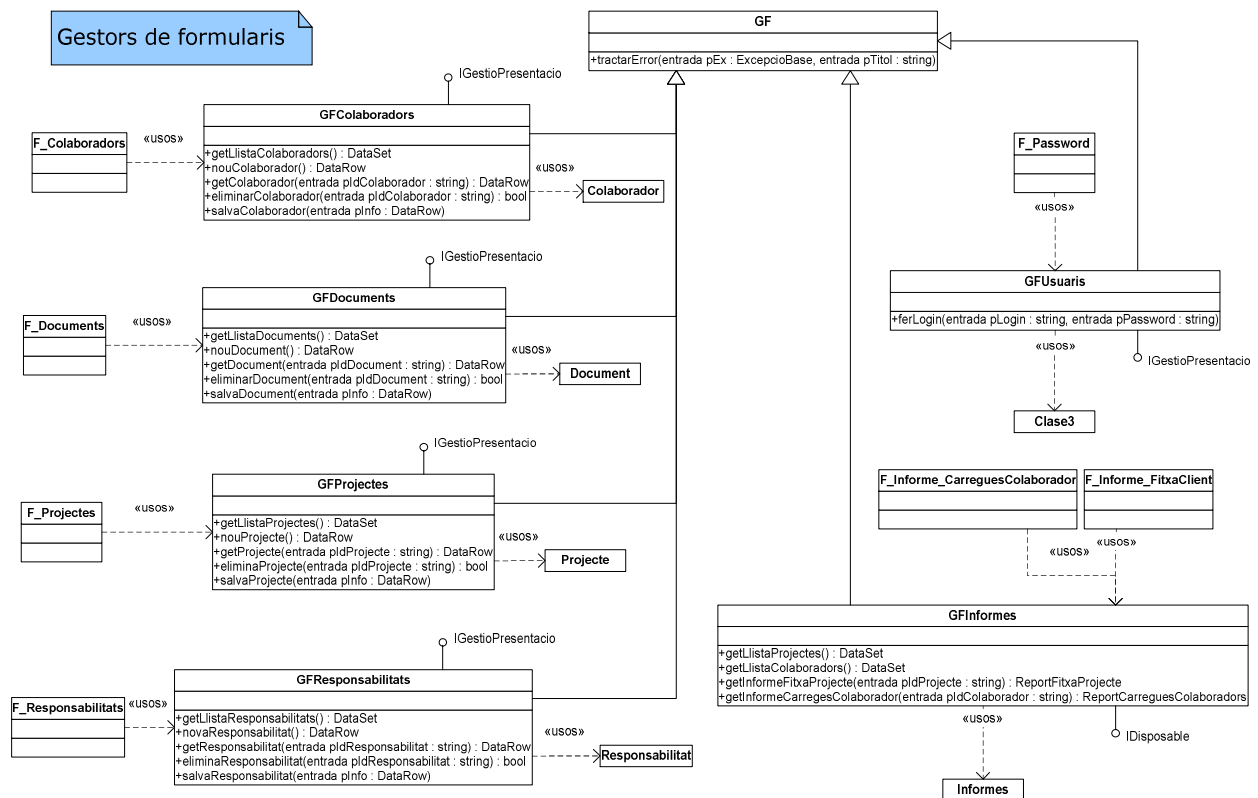 Gestors de formularis
GF
+tractarError(entrada pEx : ExcepcioBase, entrada pTitol : string)
IGestioPresentacio
GFColaboradors
+getLlistaColaboradors() : DataSet
+nouColaborador() : DataRow
+getColaborador(entrada pIdColaborador : string) : DataRow
+eliminarColaborador(entrada pIdColaborador : string) : bool
+salvaColaborador(entrada pInfo : DataRow)
F_Colaboradors
«usos»
«usos»
Colaborador
IGestioPresentacio
GFDocuments
+getLlistaDocuments() : DataSet
+nouDocument() : DataRow
+getDocument(entrada pIdDocument : string) : DataRow
+eliminarDocument(entrada pIdDocument : string) : bool
+salvaDocument(entrada pInfo : DataRow)
F_Documents
«usos»
«usos»
Document
IGestioPresentacio
GFProjectes
+getLlistaProjectes() : DataSet
+nouProjecte() : DataRow
+getProjecte(entrada pIdProjecte : string) : DataRow
+eliminaProjecte(entrada pIdProjecte : string) : bool
+salvaProjecte(entrada pInfo : DataRow)
F_Projectes
«usos»
«usos»
Projecte
IGestioPresentacio
GFResponsabilitats
+getLlistaResponsabilitats() : DataSet
+novaResponsabilitat() : DataRow
+getResponsabilitat(entrada pIdResponsabilitat : string) : DataRow
+eliminaResponsabilitat(entrada pIdResponsabilitat : string) : bool
+salvaResponsabilitat(entrada pInfo : DataRow)
F_Responsabilitats
«usos»
«usos»
Responsabilitat
F_Password
«usos»
GFUsuaris
+ferLogin(entrada pLogin : string, entrada pPassword : string)
«usos»
IGestioPresentacio
Clase3
F_Informe_CarreguesColaborador
F_Informe_FitxaClient
«usos»
«usos»
GFInformes
+getLlistaProjectes() : DataSet
+getLlistaColaboradors() : DataSet
+getInformeFitxaProjecte(entrada pIdProjecte : string) : ReportFitxaProjecte
+getInformeCarregesColaborador(entrada pIdColaborador : string) : ReportCarreguesColaboradors
«usos»
IDisposable
Informes